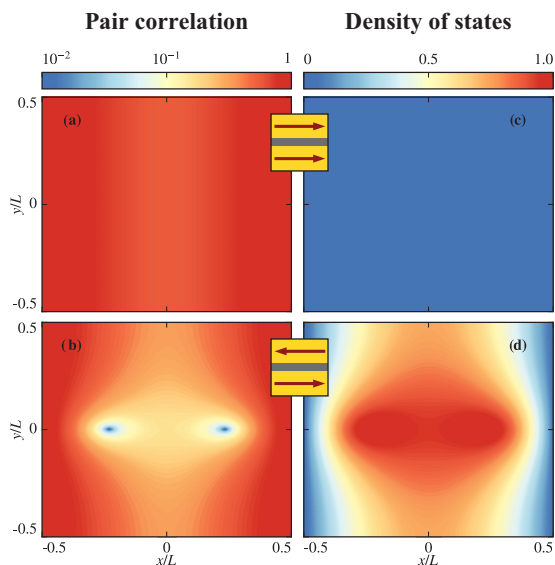 Pair correlation Density of states
10⁻² 10⁻¹ 1 0 0.5 1.0
0.5 (a) (c)
y/L 0
-0.5
0.5 (b) (d)
y/L 0
-0.5
-0.5 0 0.5 -0.5 0 0.5
x/L x/L